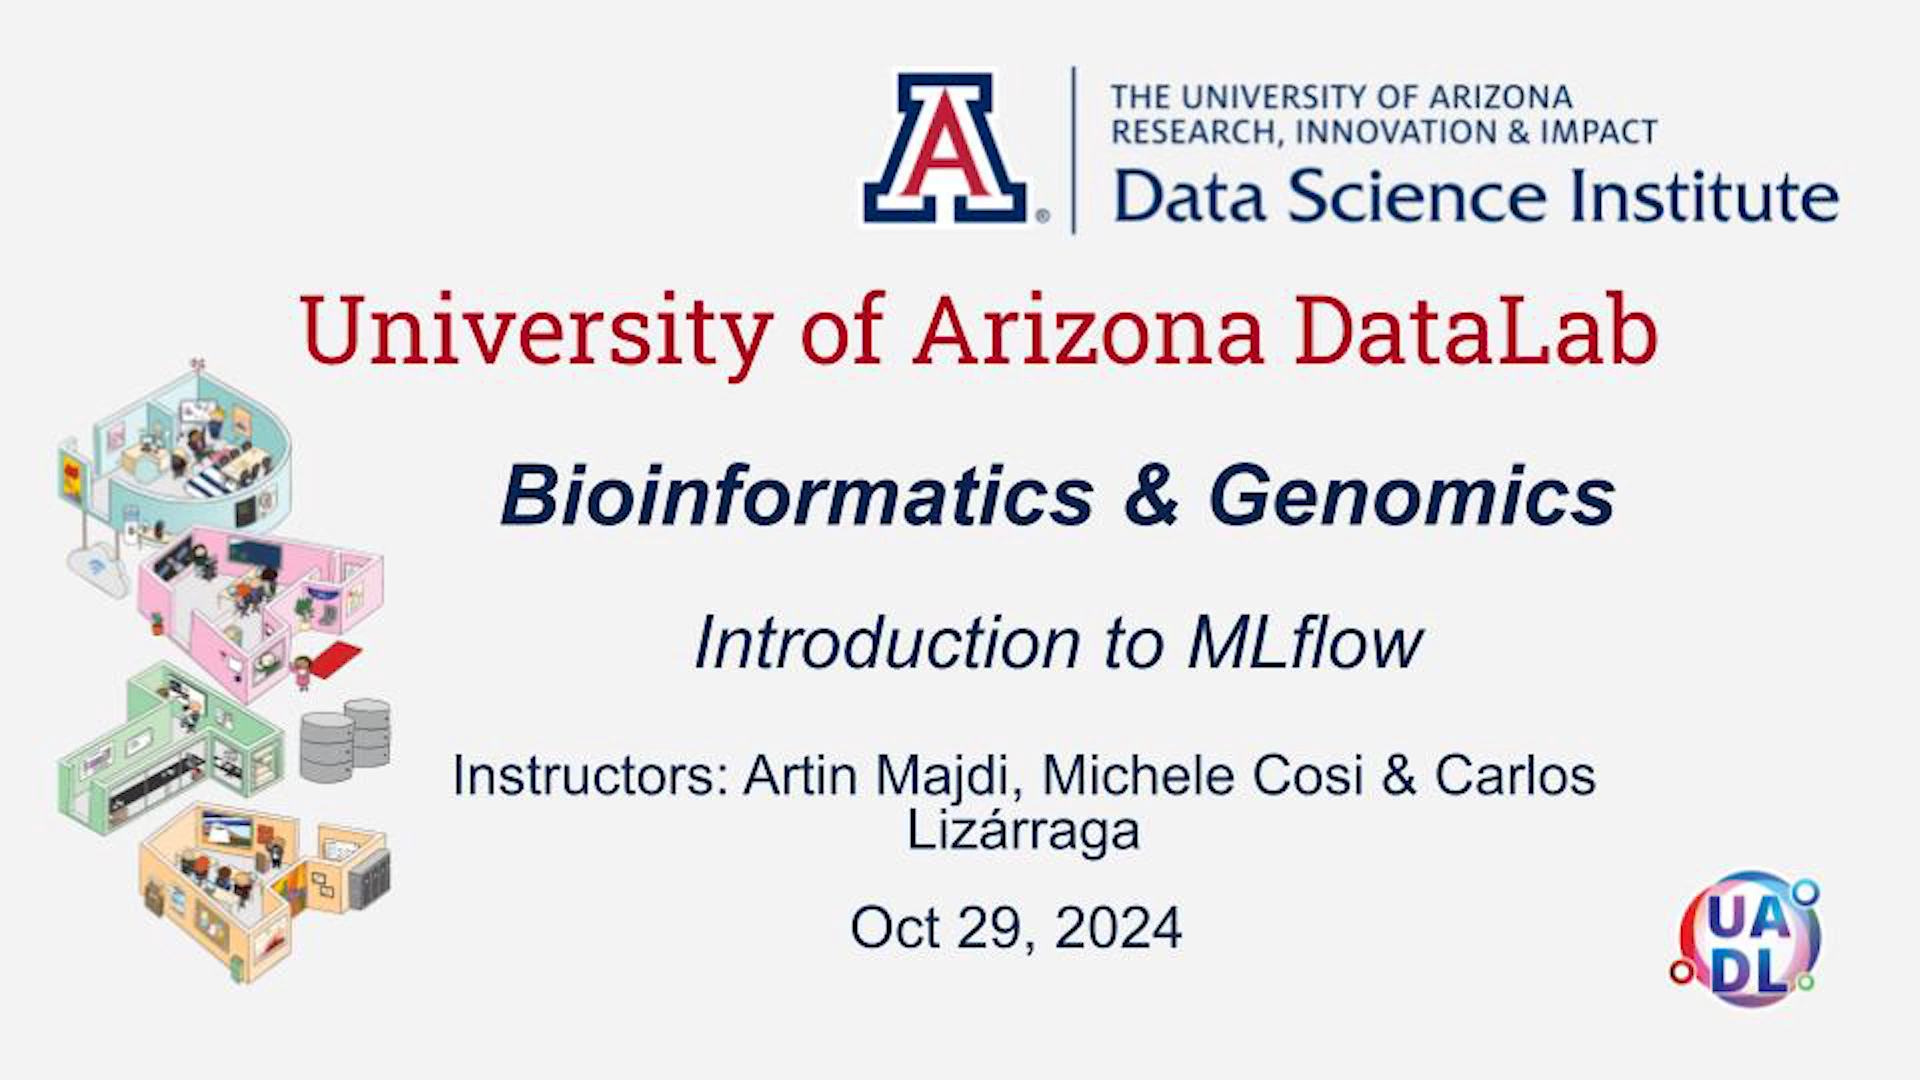 THE UNIVERSITY OF ARIZONA
RESEARCH, INNOVATION & IMPACT
Data Science Institute
A
®
University of Arizona DataLab
Bioinformatics & Genomics
Introduction to MLflow
Instructors: Artin Majdi, Michele Cosi & Carlos
Lizárraga
Oct 29, 2024
UA
DL